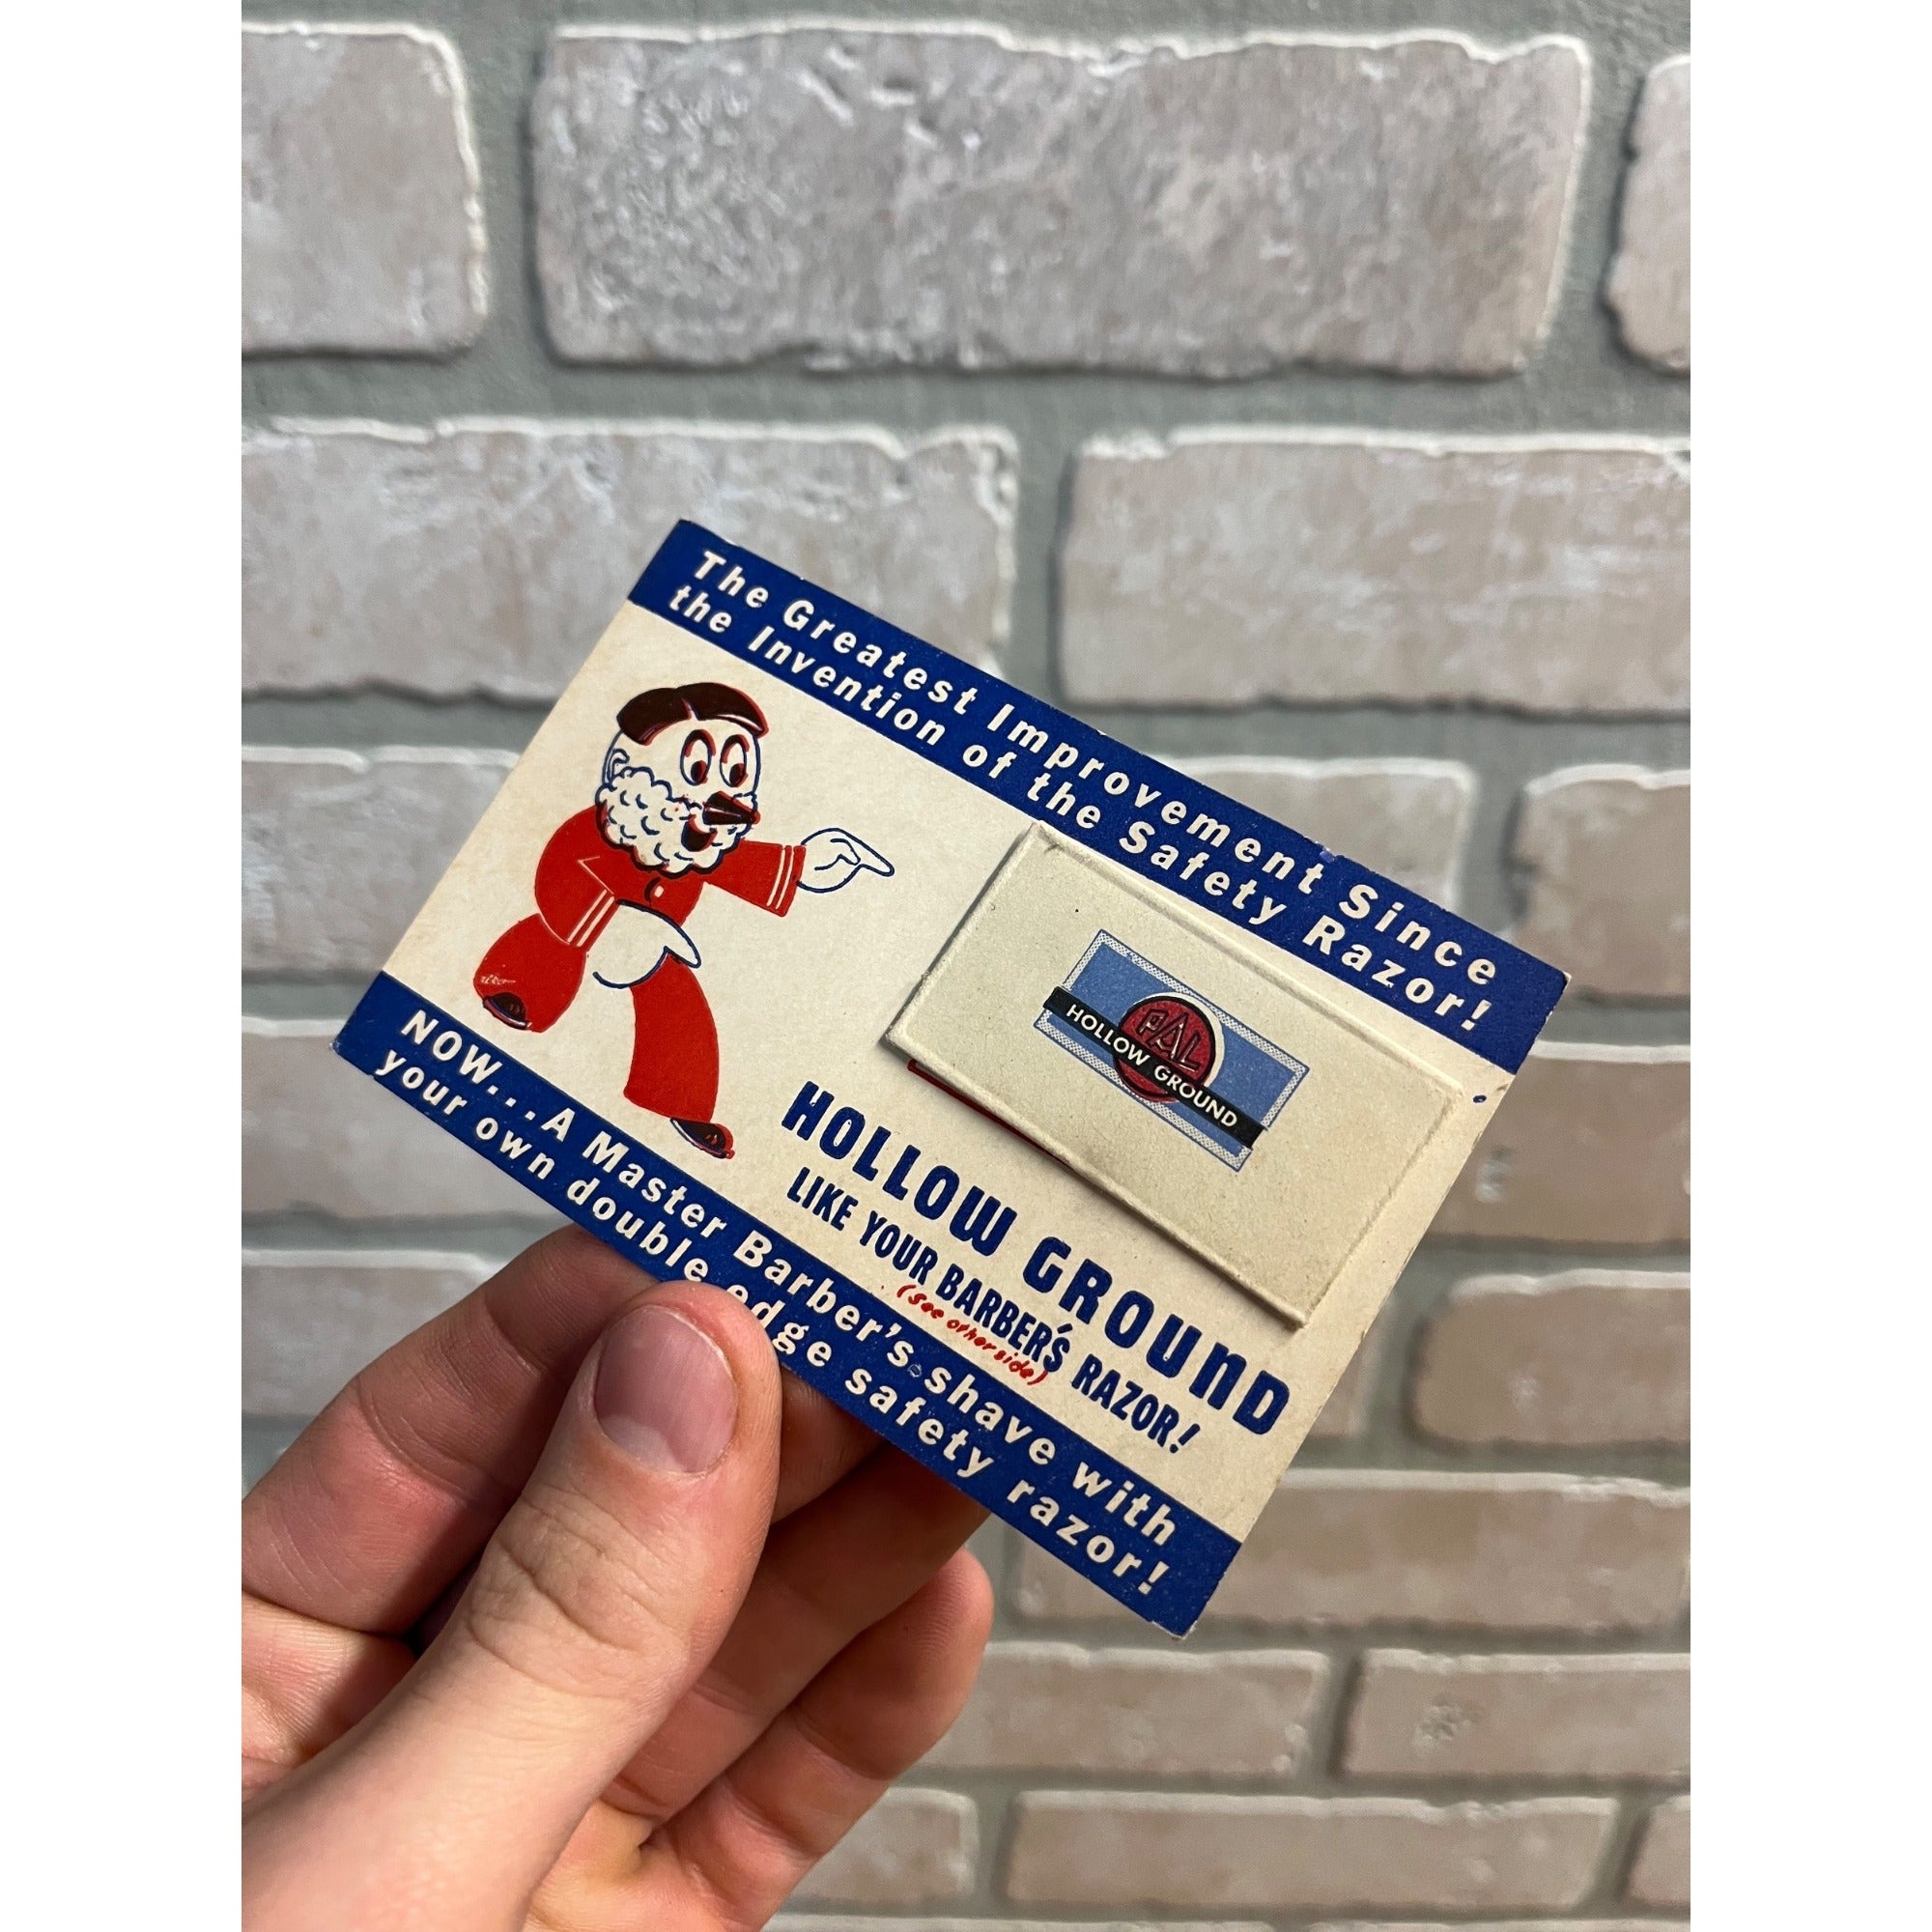 The Greatest Improvement Since
the Invention of the Safety Razor!
PAL
HOLLOW GROUND
HOLLOW GROUND
LIKE YOUR BARBER'S RAZOR!
(see other side)
NOW...A Master Barber's shave with
your own double edge safety razor!